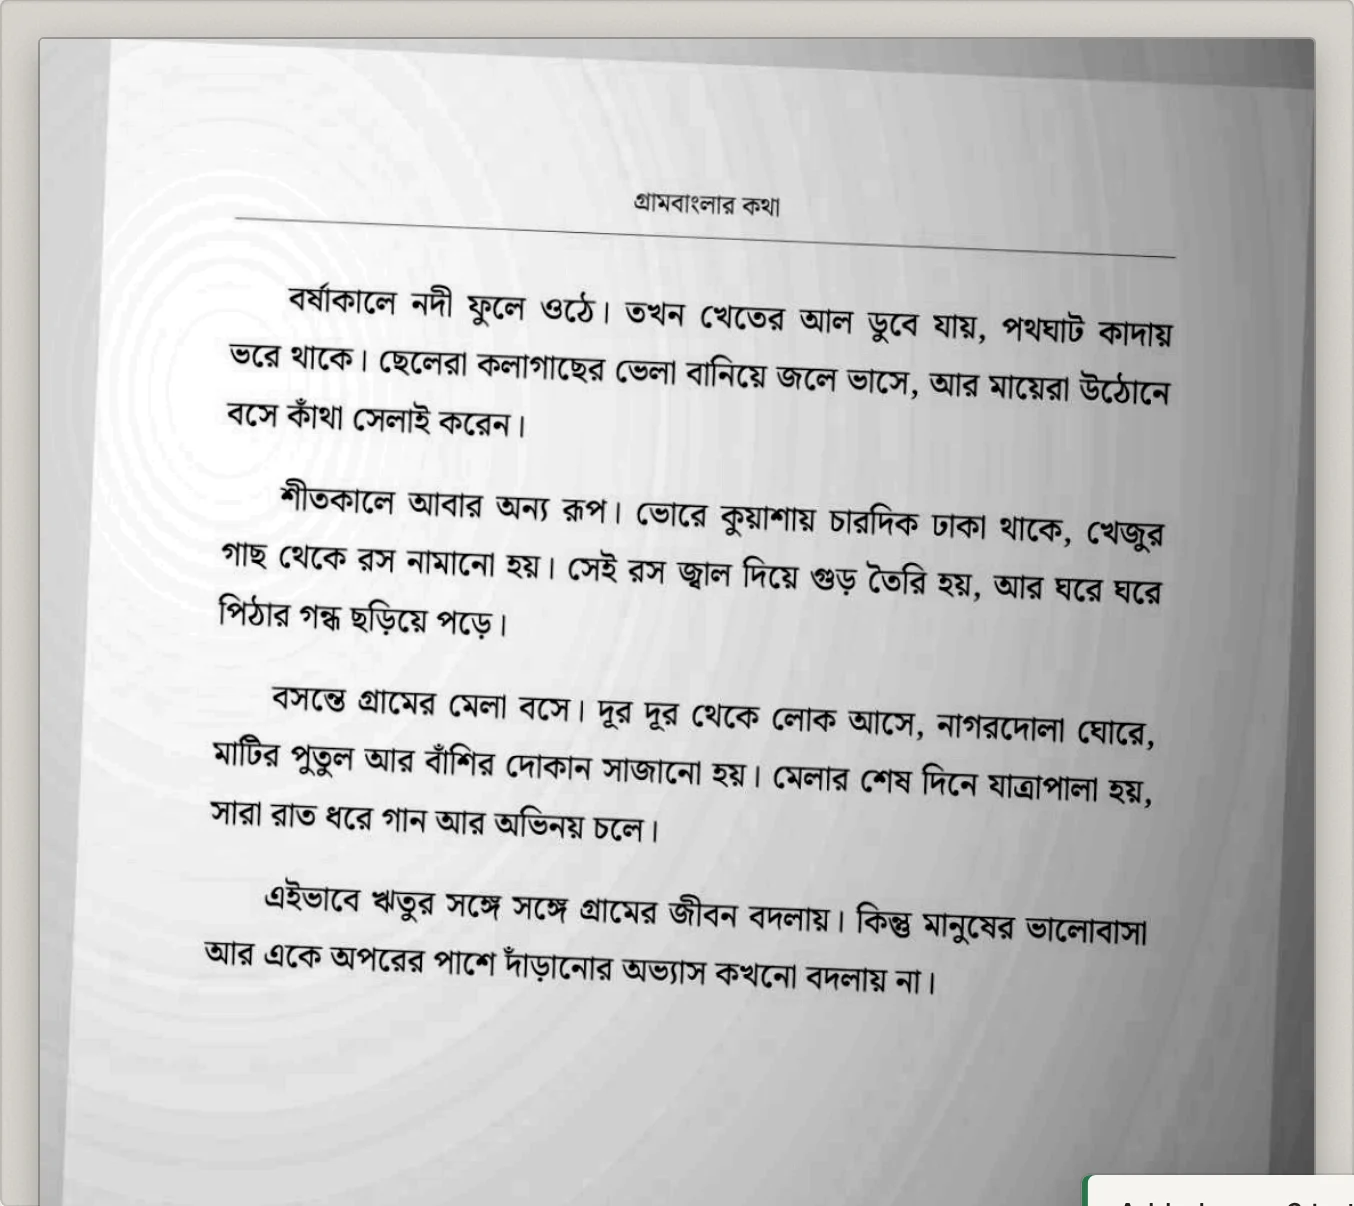 গ্রামবাংলার কথা
বর্ষাকালে নদী ফুলে ওঠে। তখন খেতের আল ডুবে যায়, পথঘাট কাদায়
ভরে থাকে। ছেলেরা কলাগাছের ভেলা বানিয়ে জলে ভাসে, আর মায়েরা উঠোনে
বসে কাঁথা সেলাই করেন।
শীতকালে আবার অন্য রূপ। ভোরে কুয়াশায় চারদিক ঢাকা থাকে, খেজুর
গাছ থেকে রস নামানো হয়। সেই রস জ্বাল দিয়ে গুড় তৈরি হয়, আর ঘরে ঘরে
পিঠার গন্ধ ছড়িয়ে পড়ে।
বসন্তে গ্রামের মেলা বসে। দূর দূর থেকে লোক আসে, নাগরদোলা ঘোরে,
মাটির পুতুল আর বাঁশির দোকান সাজানো হয়। মেলার শেষ দিনে যাত্রাপালা হয়,
সারা রাত ধরে গান আর অভিনয় চলে।
এইভাবে ঋতুর সঙ্গে সঙ্গে গ্রামের জীবন বদলায়। কিন্তু মানুষের ভালোবাসা
আর একে অপরের পাশে দাঁড়ানোর অভ্যাস কখনো বদলায় না।